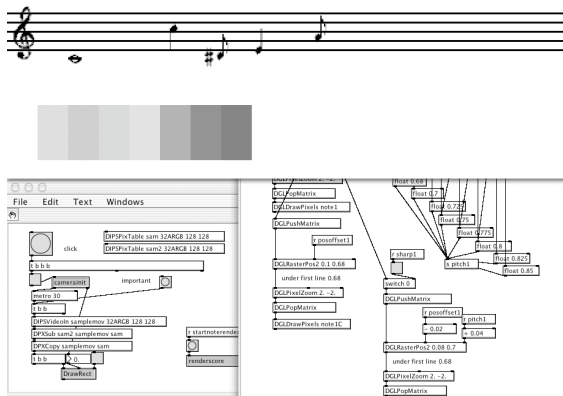 File Edit Text Windows
click
DIPSPixTable sam 32ARGB 128 128
DIPSPixTable sam2 32ARGB 128 128
t b b b
camerainit
important
metro 30
t b b
DIPSVideoIn samplemov 32ARGB 128 128
DPXSub sam2 samplemov sam
DPXCopy samplemov sam
t b b
0.
DrawRect
r startnoterender
renderscore
DGLPixelZoom 2. -2.
DGLPopMatrix
DGLDrawPixels note1
DGLPushMatrix
r posoffset1
DGLRasterPos2 0.1 0.68
under first line 0.68
DGLPixelZoom 2. -2.
DGLPopMatrix
DGLDrawPixels note1C
float 0.68
float 0.7
float 0.725
float 0.75
float 0.775
float 0.8
float 0.825
float 0.85
s pitch1
r sharp1
switch 0
DGLPushMatrix
r posoffset1
r pitch1
- 0.02
+ 0.04
DGLRasterPos2 0.08 0.7
under first line 0.68
DGLPixelZoom 2. -2.
DGLPopMatrix